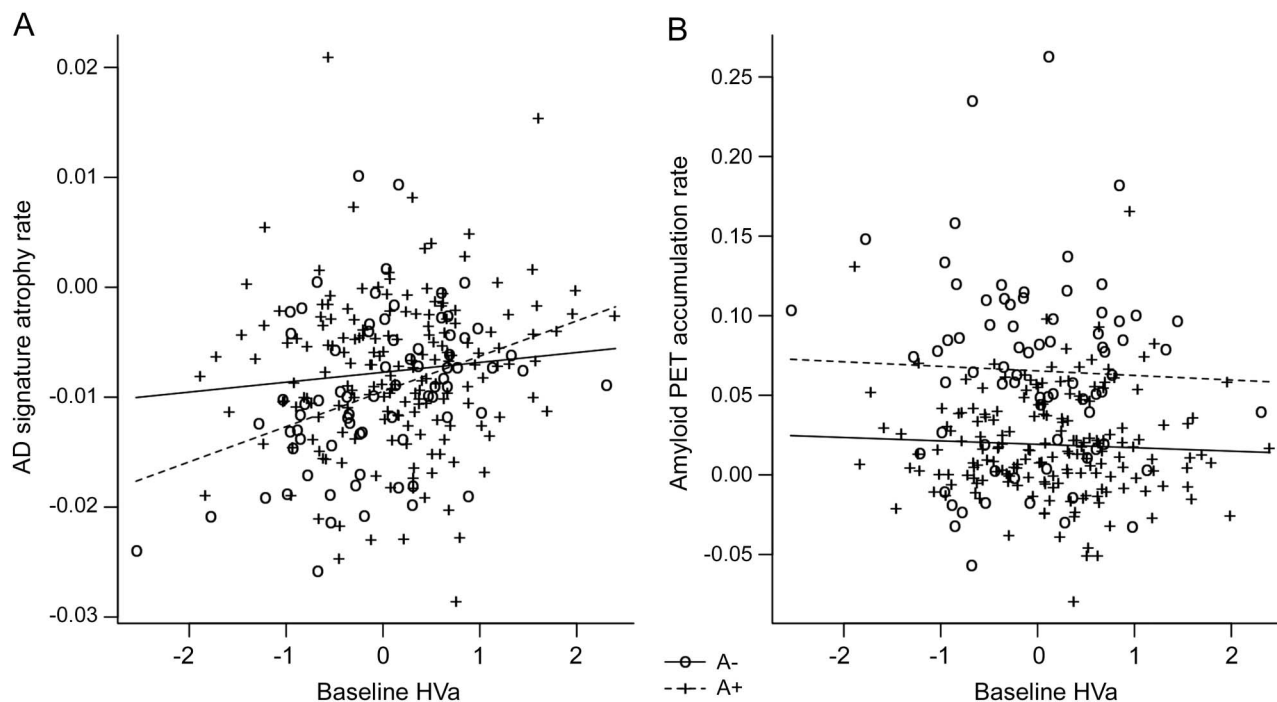 A
0.02
0.01
0.00
-0.01
-0.02
-0.03
AD signature atrophy rate
-2 -1 0 1 2
Baseline HVa
B
0.25
0.20
0.15
0.10
0.05
0.00
-0.05
Amyloid PET accumulation rate
-2 -1 0 1 2
Baseline HVa
A-
A+